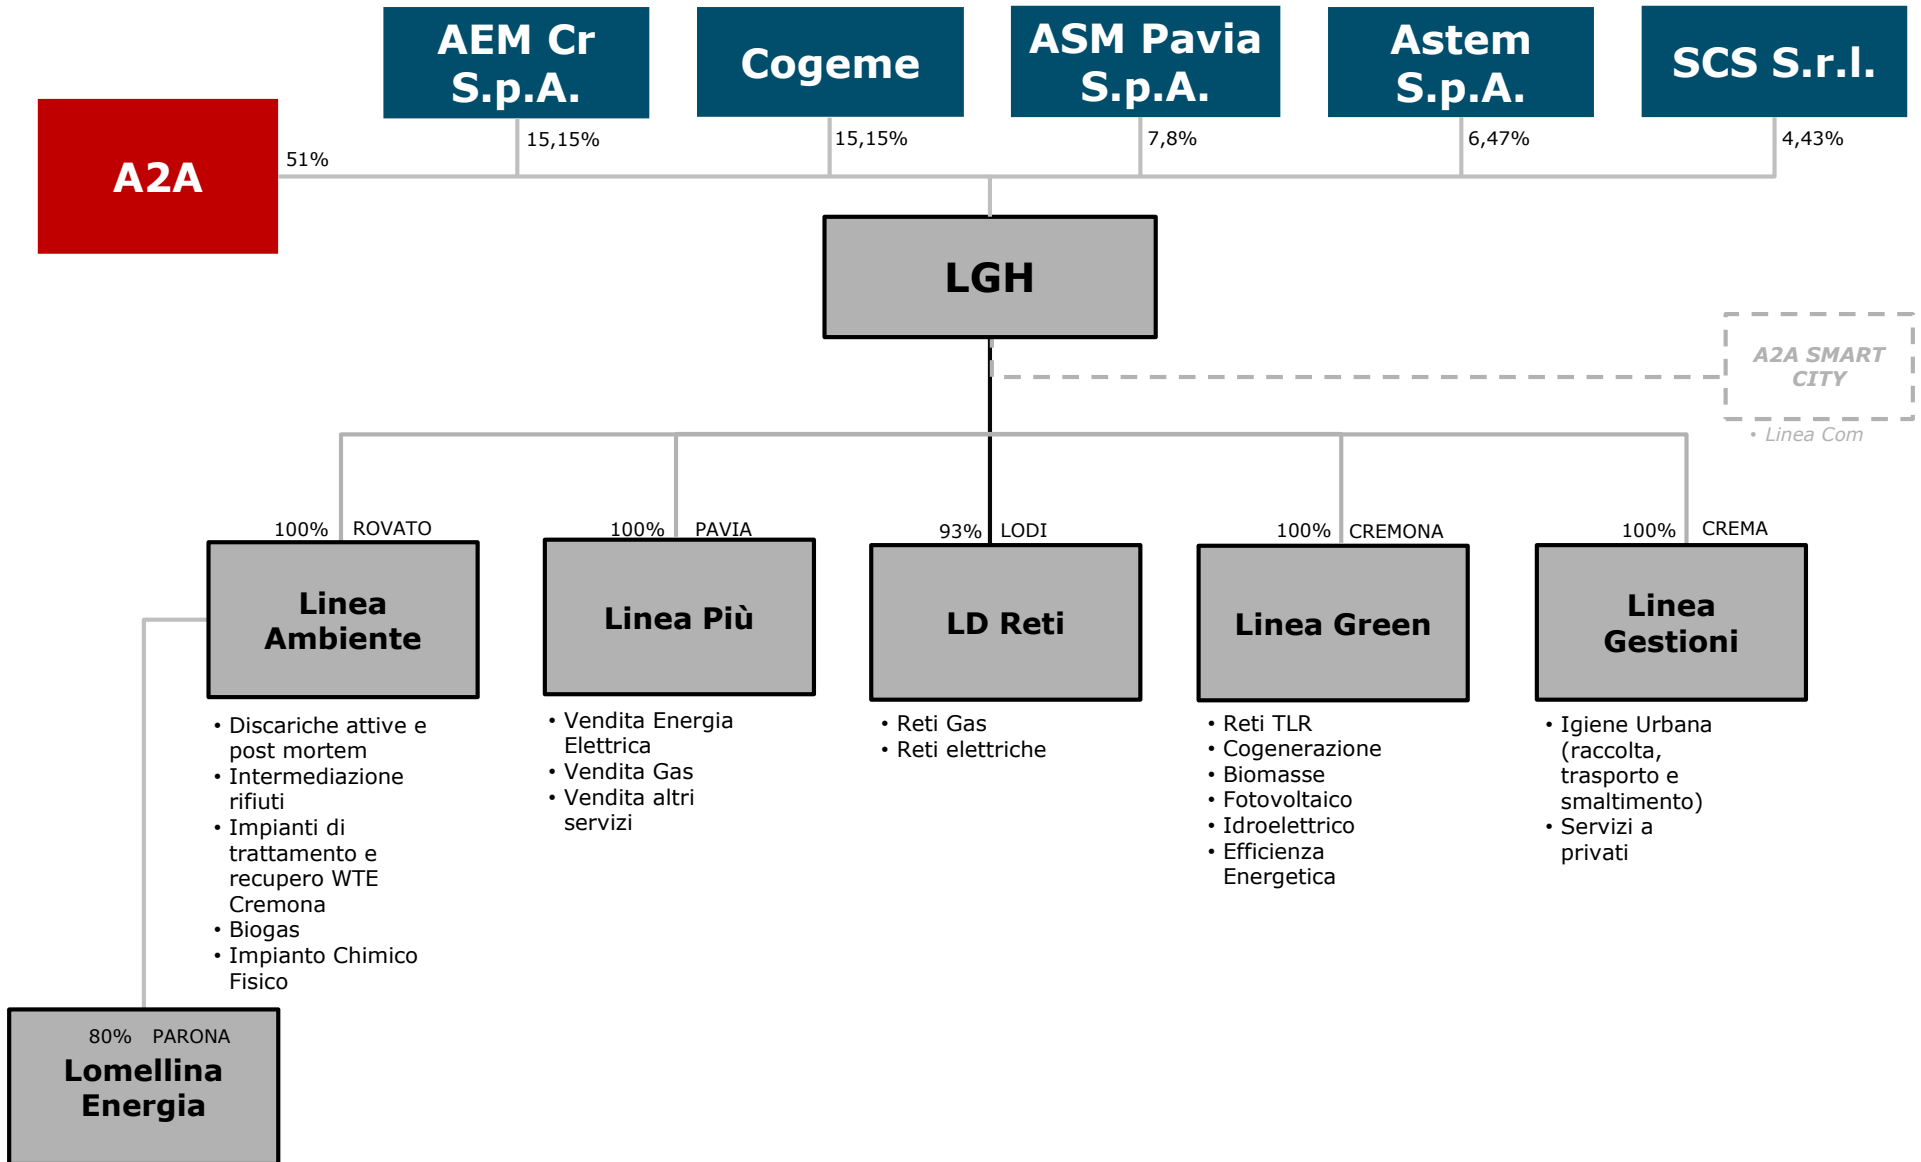 AEM Cr
S.p.A.
Cogeme
ASM Pavia
S.p.A.
Astem
S.p.A.
SCS S.r.l.
A2A
51%
15,15%
15,15%
7,8%
6,47%
4,43%
LGH
A2A SMART
CITY
• Linea Com
100% ROVATO
Linea
Ambiente
• Discariche attive e
post mortem
• Intermediazione
rifiuti
• Impianti di
trattamento e
recupero WTE
Cremona
• Biogas
• Impianto Chimico
Fisico
100% PAVIA
Linea Più
• Vendita Energia
Elettrica
• Vendita Gas
• Vendita altri
servizi
93% LODI
LD Reti
• Reti Gas
• Reti elettriche
100% CREMONA
Linea Green
• Reti TLR
• Cogenerazione
• Biomasse
• Fotovoltaico
• Idroelettrico
• Efficienza
Energetica
100% CREMA
Linea
Gestioni
• Igiene Urbana
(raccolta,
trasporto e
smaltimento)
• Servizi a
privati
80% PARONA
Lomellina
Energia